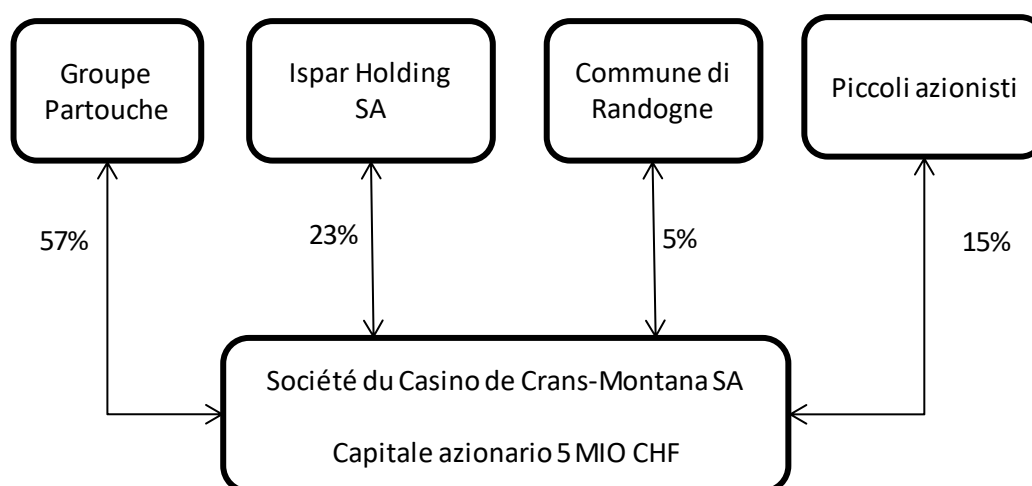 Groupe
Partouche
Ispar Holding
SA
Commune di
Randogne
Piccoli azionisti
57%
23%
5%
15%
Société du Casino de Crans-Montana SA
Capitale azionario 5 MIO CHF